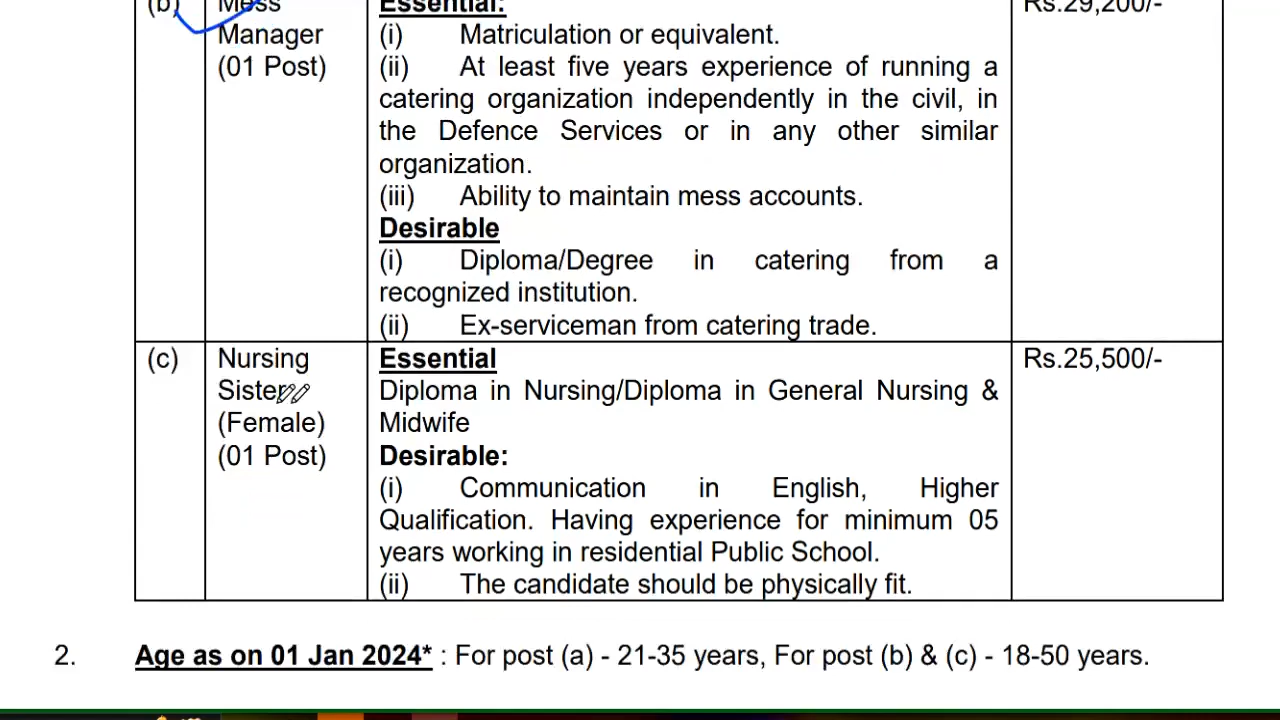 (b) Mess Essential: Rs.29,200/-
Manager (i) Matriculation or equivalent.
(01 Post) (ii) At least five years experience of running a
catering organization independently in the civil, in
the Defence Services or in any other similar
organization.
(iii) Ability to maintain mess accounts.
Desirable
(i) Diploma/Degree in catering from a
recognized institution.
(ii) Ex-serviceman from catering trade.
(c) Nursing Essential Rs.25,500/-
Sister Diploma in Nursing/Diploma in General Nursing &
(Female) Midwife
(01 Post) Desirable:
(i) Communication in English, Higher
Qualification. Having experience for minimum 05
years working in residential Public School.
(ii) The candidate should be physically fit.
2. Age as on 01 Jan 2024* : For post (a) - 21-35 years, For post (b) & (c) - 18-50 years.